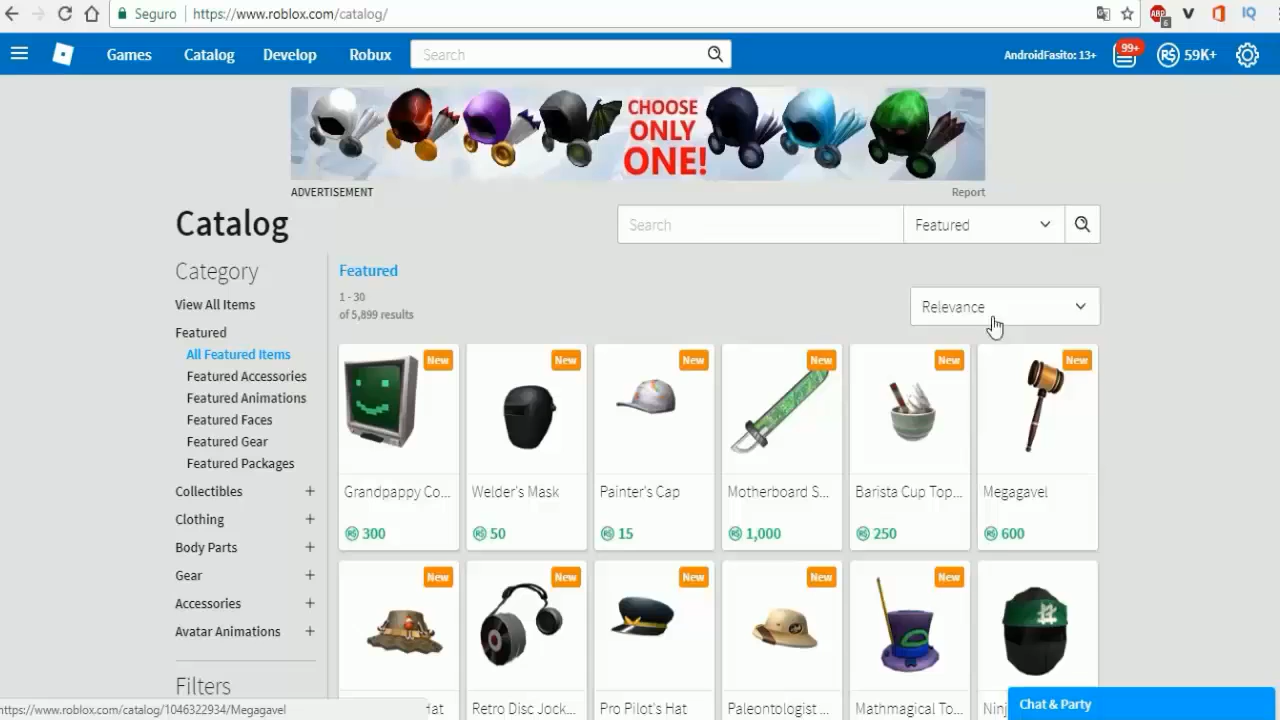 Seguro
https://www.roblox.com/catalog/
ABP
6
IQ
Games
Catalog
Develop
Robux
Search
AndroidFasito: 13+
99+
R$ 59K+
CHOOSE
ONLY
ONE!
ADVERTISEMENT
Report
Catalog
Search
Featured
Category
View All Items
Featured
All Featured Items
Featured Accessories
Featured Animations
Featured Faces
Featured Gear
Featured Packages
Collectibles +
Clothing +
Body Parts +
Gear +
Accessories +
Avatar Animations +
Filters
Featured
1 - 30
of 5,899 results
Relevance
New
New
New
New
New
New
Grandpappy Co...
Welder's Mask
Painter's Cap
Motherboard S...
Barista Cup Top...
Megagavel
R$ 300
R$ 50
R$ 15
R$ 1,000
R$ 250
R$ 600
New
New
New
New
New
Hat
Retro Disc Jock...
Pro Pilot's Hat
Paleontologist ...
Mathmagical To...
Ninj
https://www.roblox.com/catalog/1046322934/Megagavel
Chat & Party